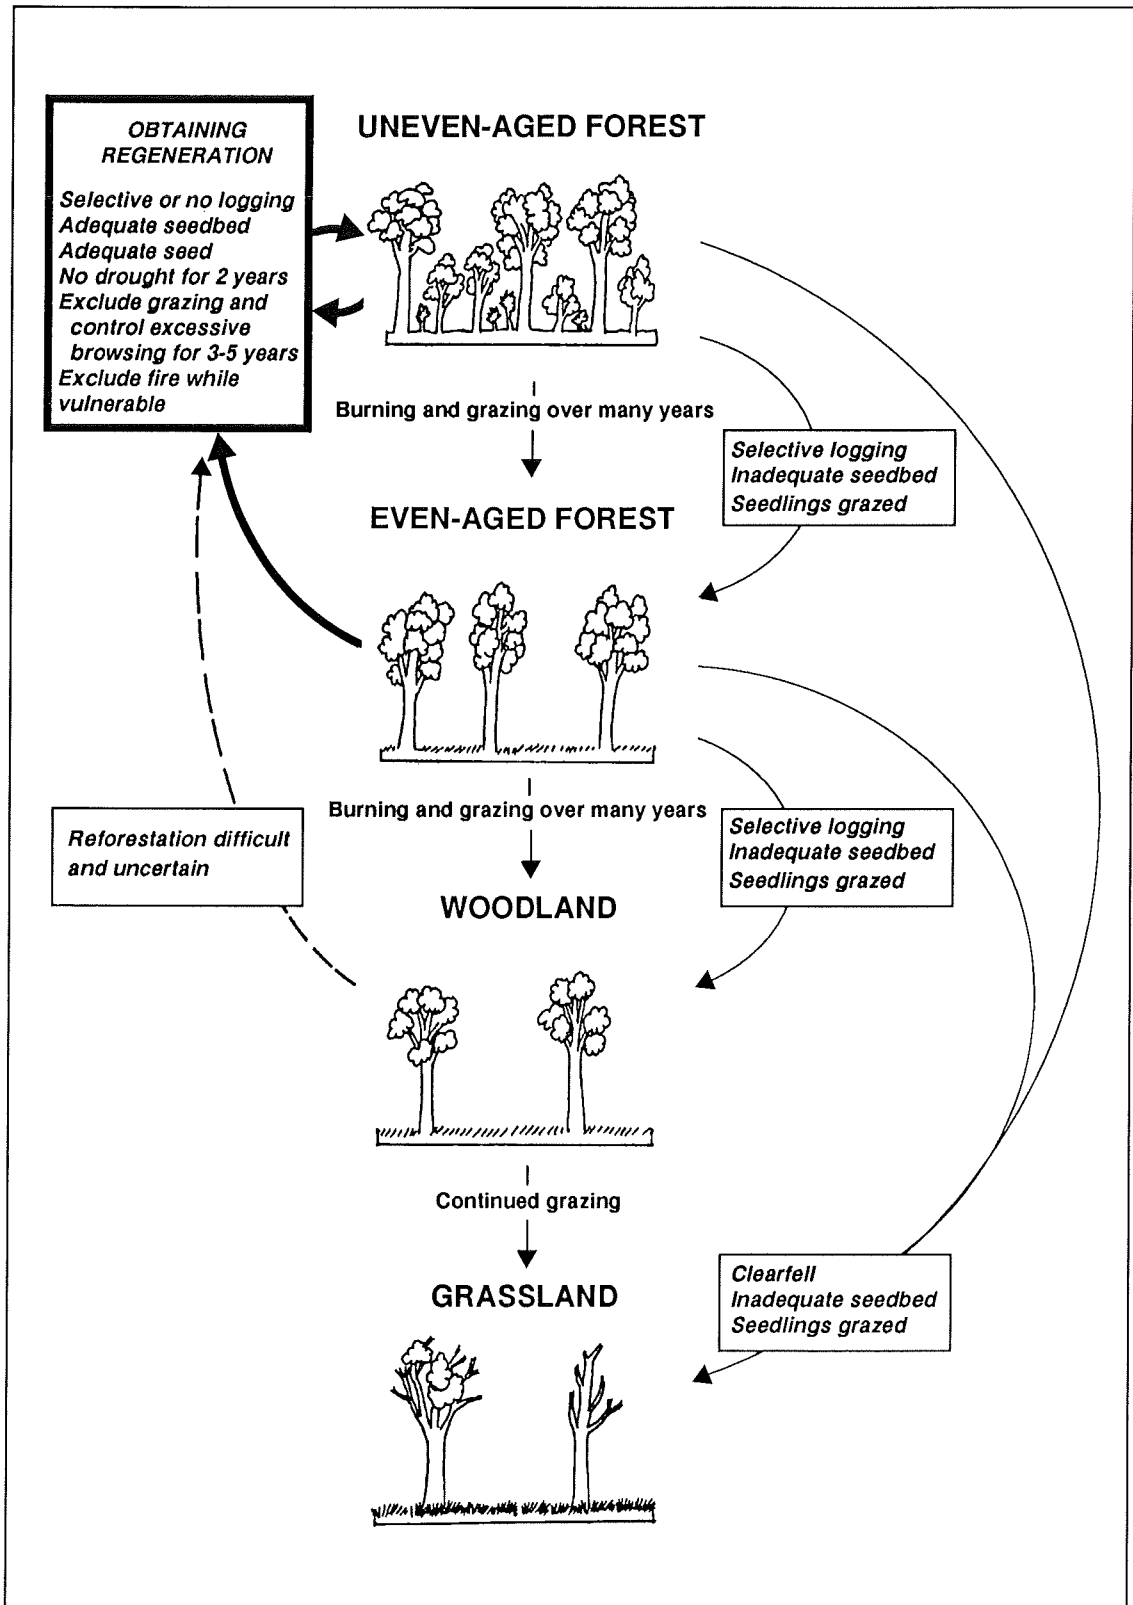 OBTAINING
REGENERATION
Selective or no logging
Adequate seedbed
Adequate seed
No drought for 2 years
Exclude grazing and
control excessive
browsing for 3-5 years
Exclude fire while
vulnerable
UNEVEN-AGED FOREST
Burning and grazing over many years
Selective logging
Inadequate seedbed
Seedlings grazed
EVEN-AGED FOREST
Burning and grazing over many years
Selective logging
Inadequate seedbed
Seedlings grazed
Reforestation difficult
and uncertain
WOODLAND
Continued grazing
Clearfell
Inadequate seedbed
Seedlings grazed
GRASSLAND